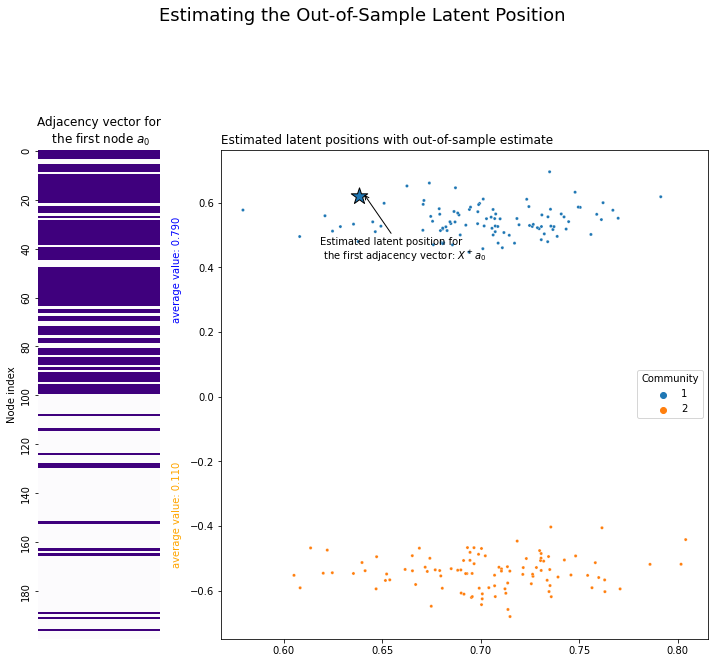 Estimating the Out-of-Sample Latent Position
Adjacency vector for
the first node a₀
Node index
0
20
40
60
80
100
120
140
160
180
average value: 0.790
average value: 0.110
Estimated latent positions with out-of-sample estimate
0.6
0.4
0.2
0.0
−0.2
−0.4
−0.6
Estimated latent position for
the first adjacency vector: X^ a₀
Community
1
2
0.60
0.65
0.70
0.75
0.80